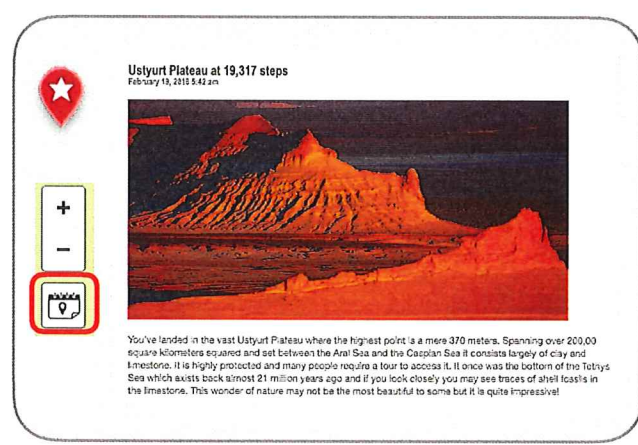 Ustyurt Plateau at 19,317 steps
February 19, 2016 5:42 am
+
−
You've landed in the vast Ustyurt Plateau where the highest point is a mere 370 meters. Spanning over 200,00
square kilometers squared and set between the Aral Sea and the Caspian Sea it consists largely of clay and
limestone. It is highly protected and many people require a tour to access it. It once was the bottom of the Tethys
Sea which exists back almost 21 million years ago and if you look closely you may see traces of shell fossils in
the limestone. This wonder of nature may not be the most beautiful to some but it is quite impressive!